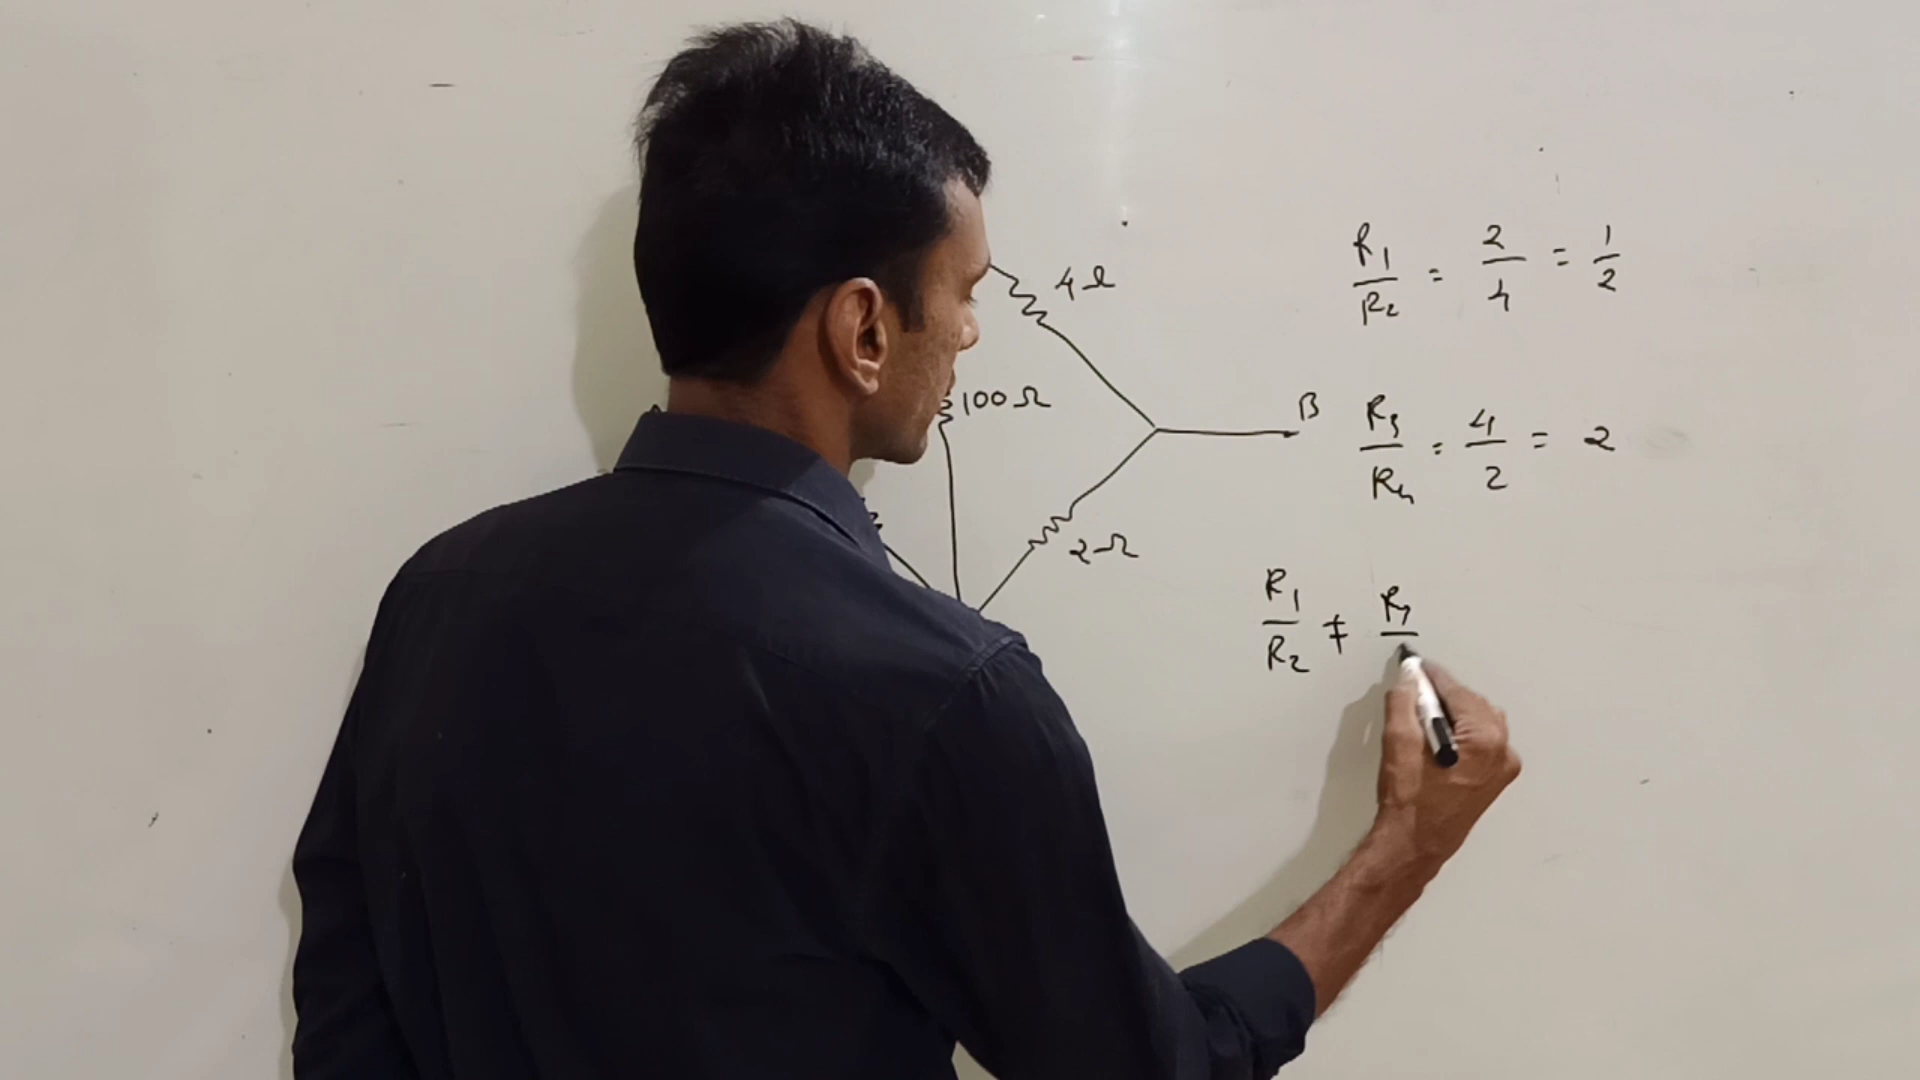 4Ω
100Ω
B
2Ω
R₁/R₂ = 2/4 = 1/2
R₃/R₄ = 4/2 = 2
R₁/R₂ ≠ R₃/